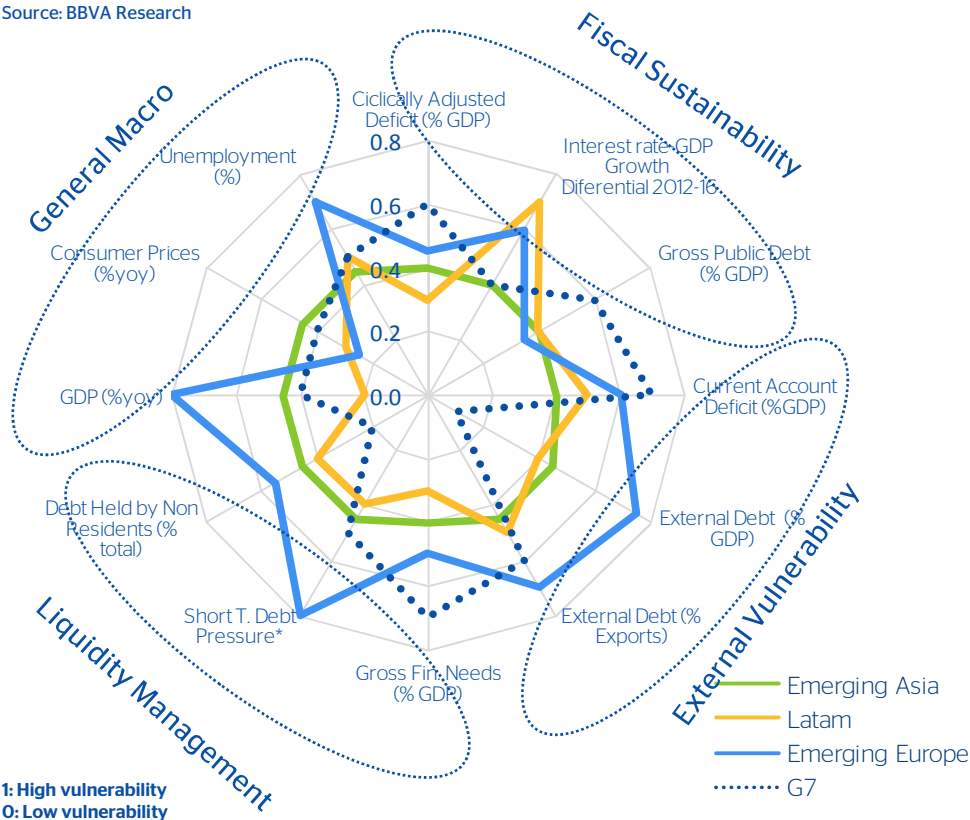 Source: BBVA Research
Fiscal Sustainability
General Macro
Ciclically Adjusted
Deficit (% GDP)
0.8
Interest rate-GDP
Growth
Diferential 2012-16
Unemployment
(%)
0.6
Consumer Prices
(%yoy)
Gross Public Debt
(% GDP)
0.4
0.2
GDP (%yoy)
0.0
Current Account
Deficit (%GDP)
Debt Held by Non
Residents (%
total)
External Debt (%
GDP)
External Vulnerability
Liquidity Management
Short T. Debt
Pressure*
External Debt (%
Exports)
Gross Fin. Needs
(% GDP)
Emerging Asia
Latam
Emerging Europe
G7
1: High vulnerability
0: Low vulnerability